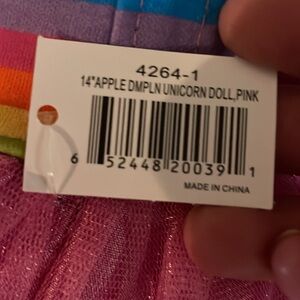 4264-1
14"APPLE DMPLN UNICORN DOLL,PINK
6 52448 20039 1
MADE IN CHINA